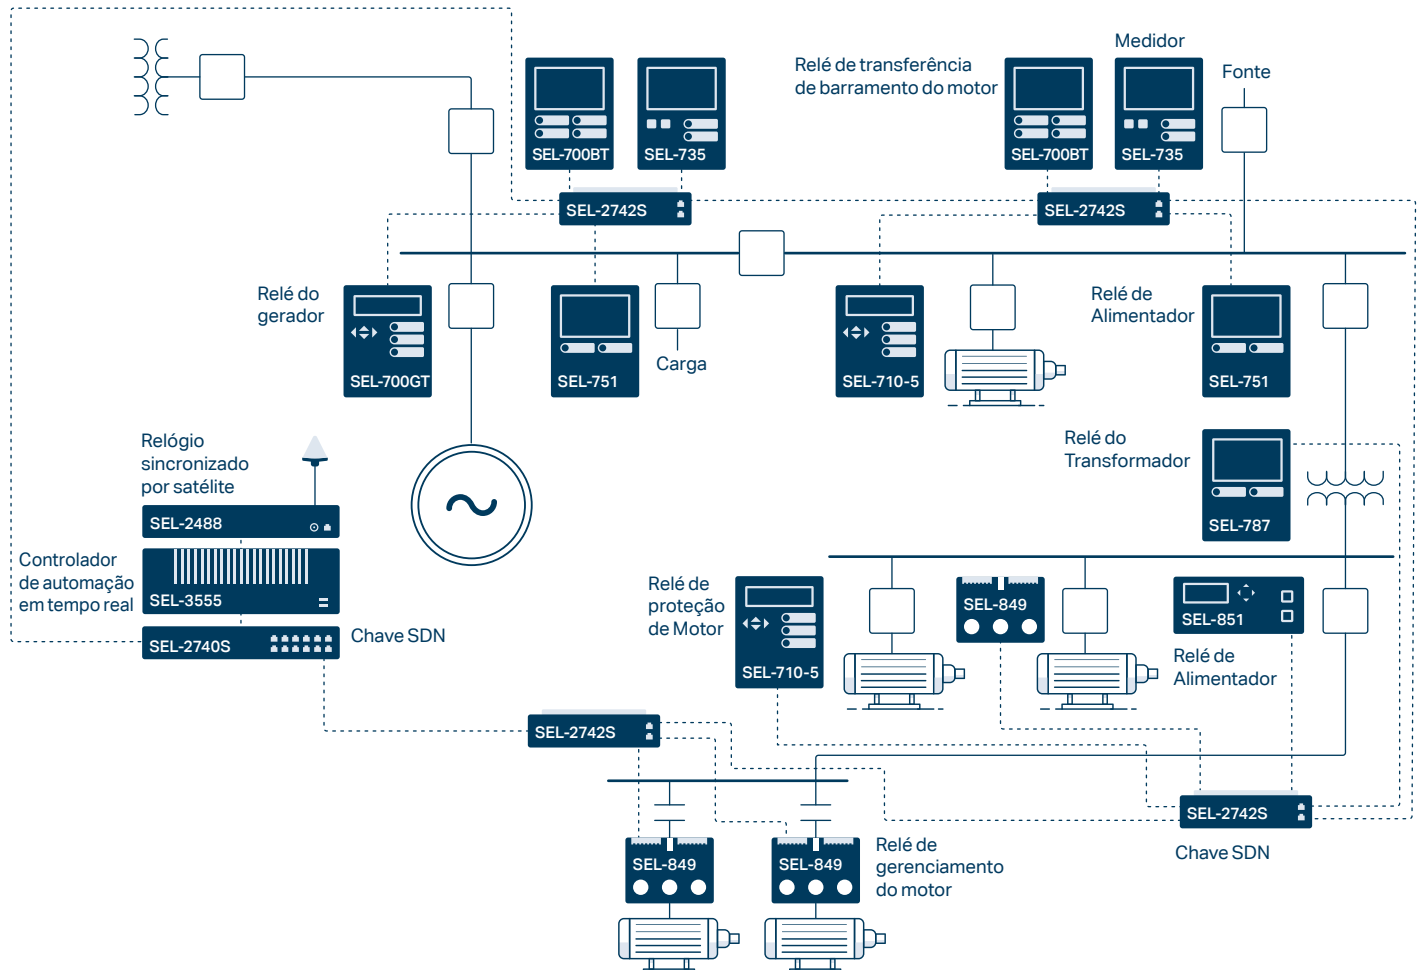 Medidor
Relé de transferência
de barramento do motor
Fonte
SEL-700BT
SEL-735
SEL-700BT
SEL-735
SEL-2742S
SEL-2742S
Relé do
gerador
SEL-700GT
SEL-751
Carga
SEL-710-5
Relé de
Alimentador
SEL-751
Relógio
sincronizado
por satélite
SEL-2488
Relé do
Transformador
SEL-787
Controlador
de automação
em tempo real
SEL-3555
SEL-2740S
Chave SDN
Relé de
proteção
de Motor
SEL-710-5
SEL-849
SEL-851
Relé de
Alimentador
SEL-2742S
SEL-2742S
Chave SDN
SEL-849
SEL-849
Relé de
gerenciamento
do motor